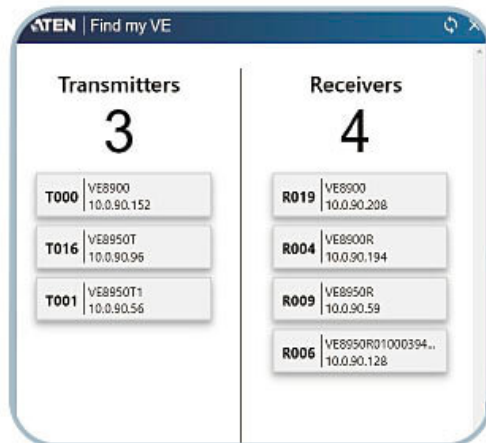 ATEN | Find my VE
Transmitters
3
T000 VE8900
10.0.90.152
T016 VE8950T
10.0.90.96
T001 VE8950T1
10.0.90.56
Receivers
4
R019 VE8900
10.0.90.208
R004 VE8900R
10.0.90.194
R009 VE8950R
10.0.90.59
R006 VE8950R01000394...
10.0.90.128